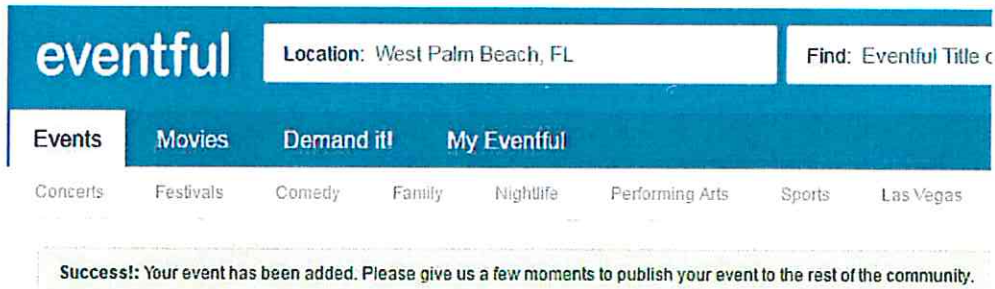 eventful Location: West Palm Beach, FL Find: Eventful Title o
Events Movies Demand it! My Eventful
Concerts Festivals Comedy Family Nightlife Performing Arts Sports Las Vegas
Success!: Your event has been added. Please give us a few moments to publish your event to the rest of the community.